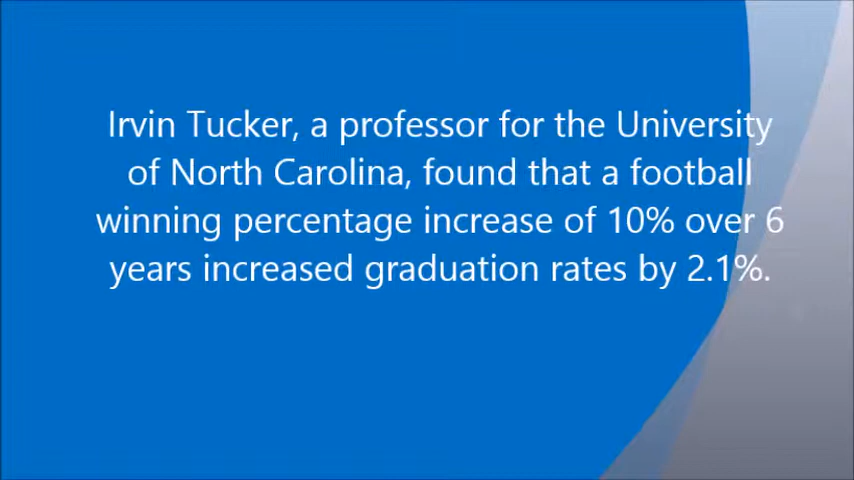 Irvin Tucker, a professor for the University
of North Carolina, found that a football
winning percentage increase of 10% over 6
years increased graduation rates by 2.1%.